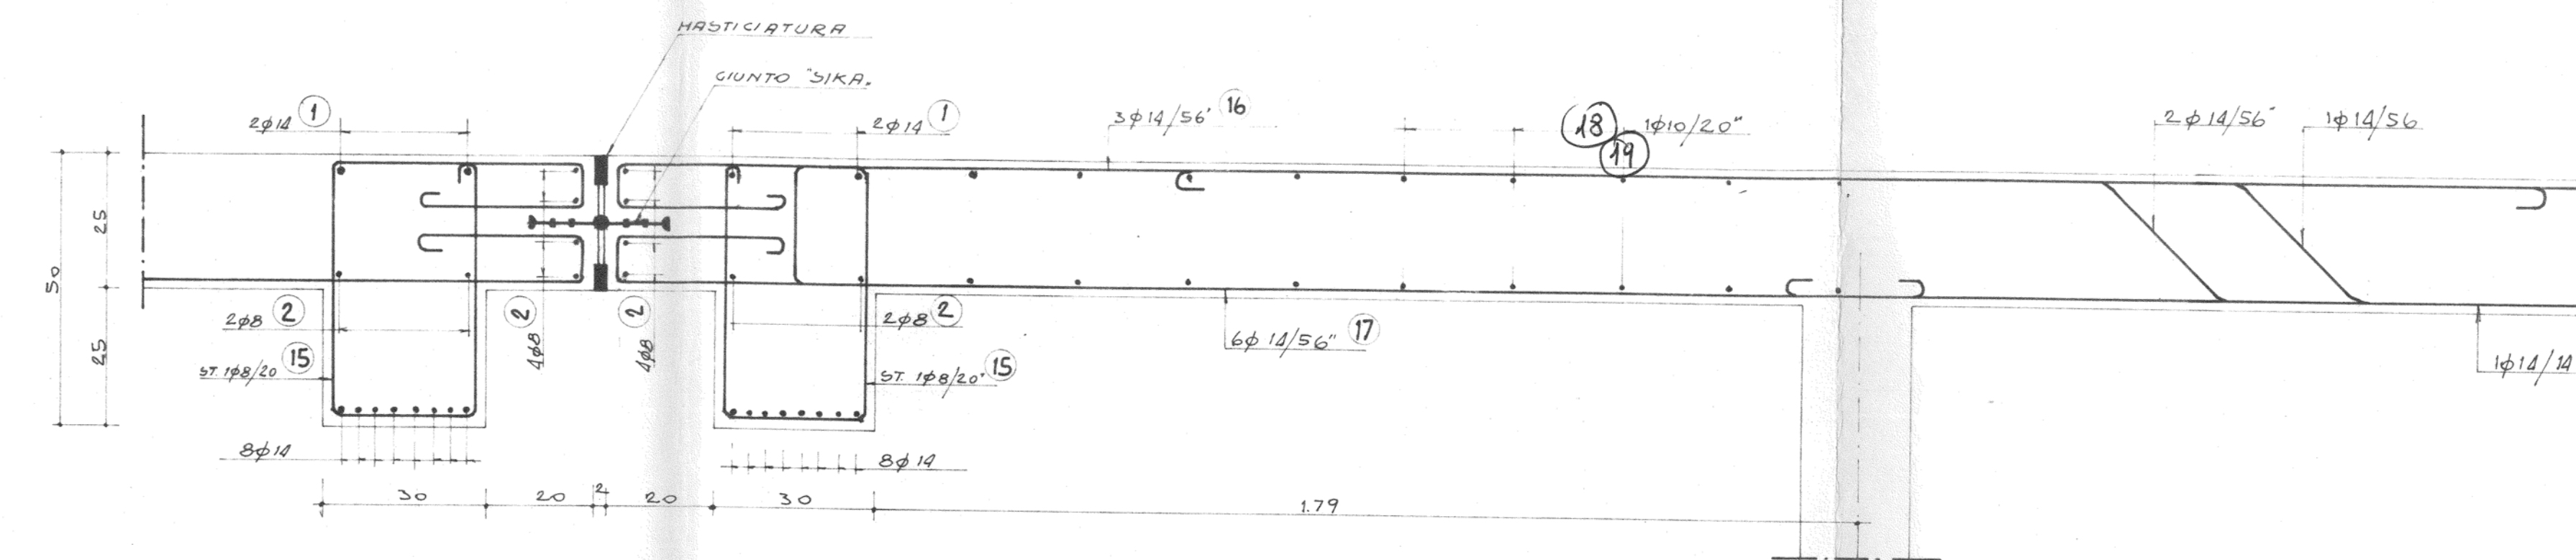 MASTICIATURA
GIUNTO "SIKA"
2ϕ14 1
2ϕ14 1
3ϕ14/56" 16
18 1ϕ10/20"
19
2ϕ14/56"
1ϕ14/56
50
25
25
2ϕ8 2
2
4ϕ8
2
4ϕ8
2ϕ8 2
6ϕ14/56" 17
ST. 1ϕ8/20 15
ST. 1ϕ8/20" 15
1ϕ14/14
8ϕ14
8ϕ14
30 20 2 20 30 1.79